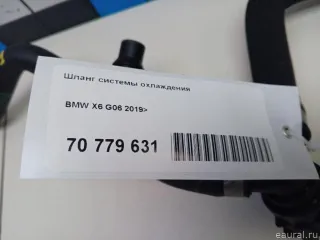 Шланг системы охлаждения
BMW X6 G06 2019>
70 779 631
eaural.ru